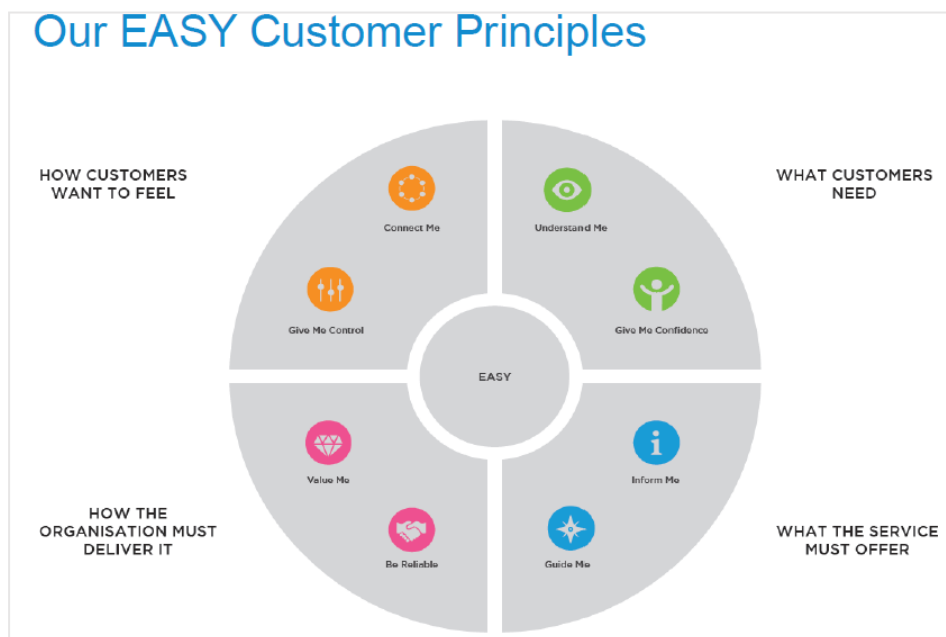 Our EASY Customer Principles
HOW CUSTOMERS
WANT TO FEEL
WHAT CUSTOMERS
NEED
Connect Me
Understand Me
Give Me Control
Give Me Confidence
EASY
Value Me
Inform Me
HOW THE
ORGANISATION MUST
DELIVER IT
WHAT THE SERVICE
MUST OFFER
Be Reliable
Guide Me